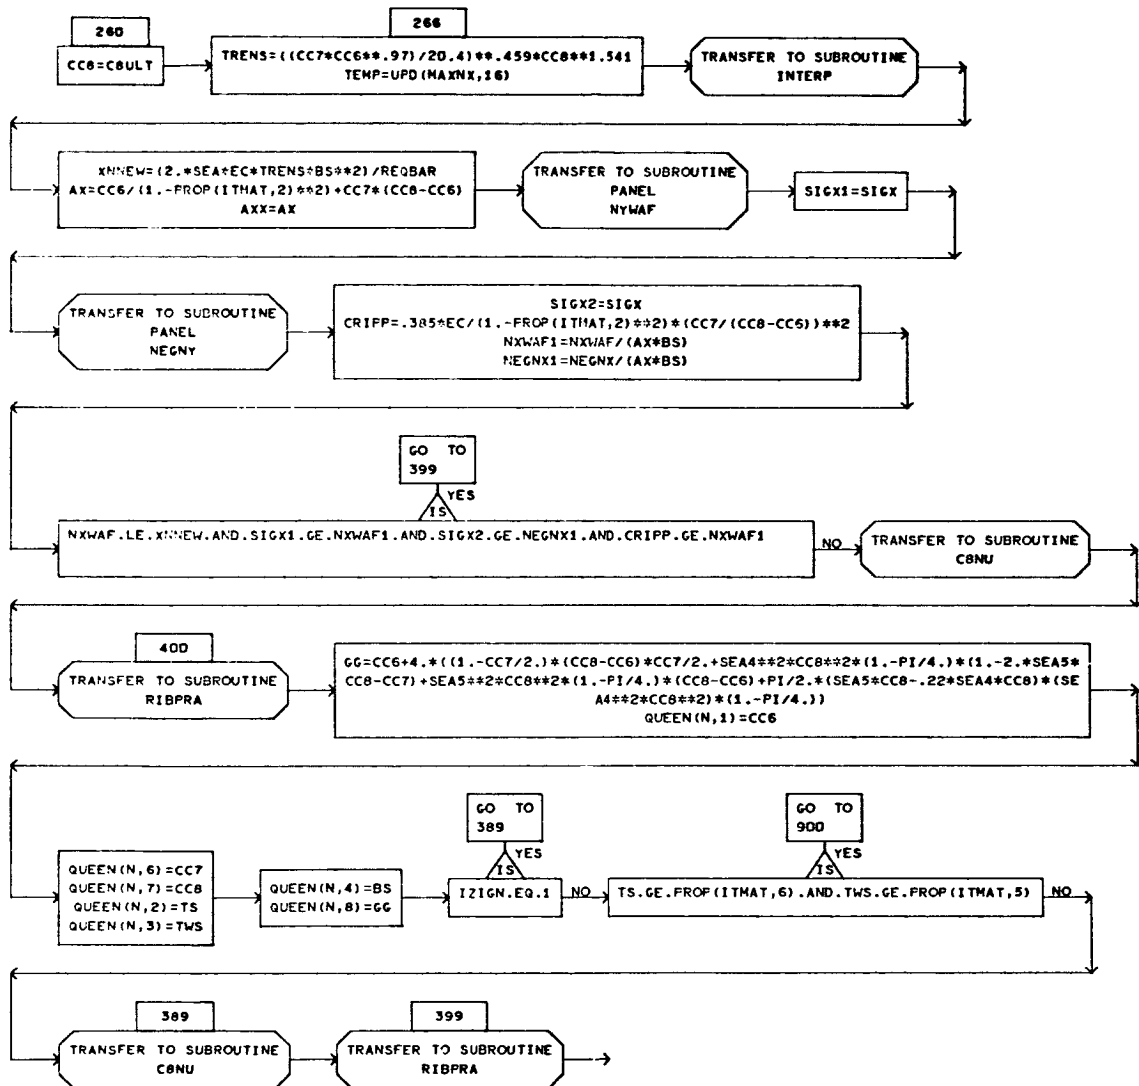 260
CC8=C8ULT
266
TRENS=((CC7*CC6**.97)/20.4)**.459*CC8**1.541
TEMP=UPD(MAXNX,16)
TRANSFER TO SUBROUTINE
INTERP
XNNEW=(2.*SEA*EC*TRENS*BS**2)/REQBAR
AX=CC6/(1.-PROP(ITMAT,2)**2)+CC7*(CC8-CC6)
AXX=AX
TRANSFER TO SUBROUTINE
PANEL
NYWAF
SIGX1=SIGX
TRANSFER TO SUBROUTINE
PANEL
NEGNY
SIGX2=SIGX
CRIPP=.385*EC/(1.-PROP(ITMAT,2)**2)*(CC7/(CC8-CC6))**2
NXWAF1=NXWAF/(AX*BS)
NEGNX1=NEGNX/(AX*BS)
GO TO
399
YES
IS
NXWAF.LE.XNNEW.AND.SIGX1.GE.NXWAF1.AND.SIGX2.GE.NEGNX1.AND.CRIPP.GE.NXWAF1
NO
TRANSFER TO SUBROUTINE
C8NU
400
TRANSFER TO SUBROUTINE
RIBPRA
GG=CC6+4.*((1.-CC7/2.)*(CC8-CC6)*CC7/2.+SEA4**2*CC8**2*(1.-PI/4.)*(1.-2.*SEA5*
CC8-CC7)+SEA5**2*CC8**2*(1.-PI/4.)*(CC8-CC6)+PI/2.*(SEA5*CC8-.22*SEA4*CC8)*(SE
A4**2*CC8**2)*(1.-PI/4.))
QUEEN(N,1)=CC6
QUEEN(N,6)=CC7
QUEEN(N,7)=CC8
QUEEN(N,2)=TS
QUEEN(N,3)=TWS
QUEEN(N,4)=BS
QUEEN(N,8)=GG
GO TO
389
YES
IS
IZIGN.EQ.1
NO
GO TO
900
YES
IS
TS.GE.PROP(ITMAT,6).AND.TWS.GE.PROP(ITMAT,5)
NO
389
TRANSFER TO SUBROUTINE
C8NU
399
TRANSFER TO SUBROUTINE
RIBPRA